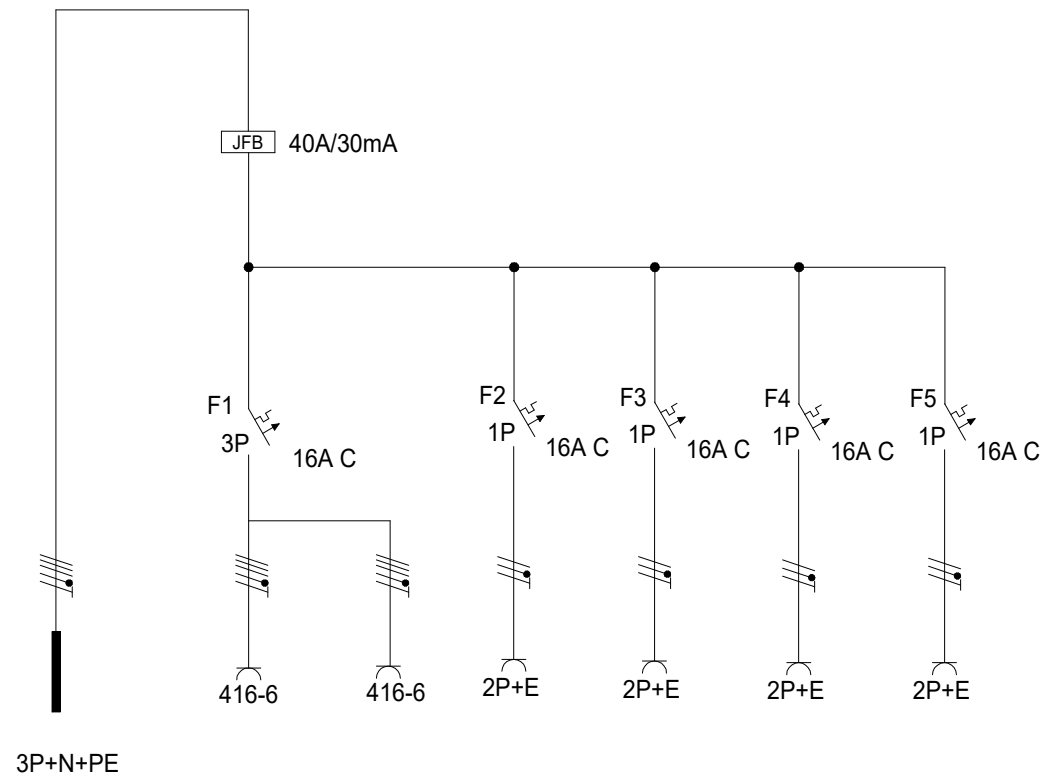 JFB 40A/30mA
F1
3P
16A C
F2
1P
16A C
F3
1P
16A C
F4
1P
16A C
F5
1P
16A C
416-6
416-6
2P+E
2P+E
2P+E
2P+E
3P+N+PE